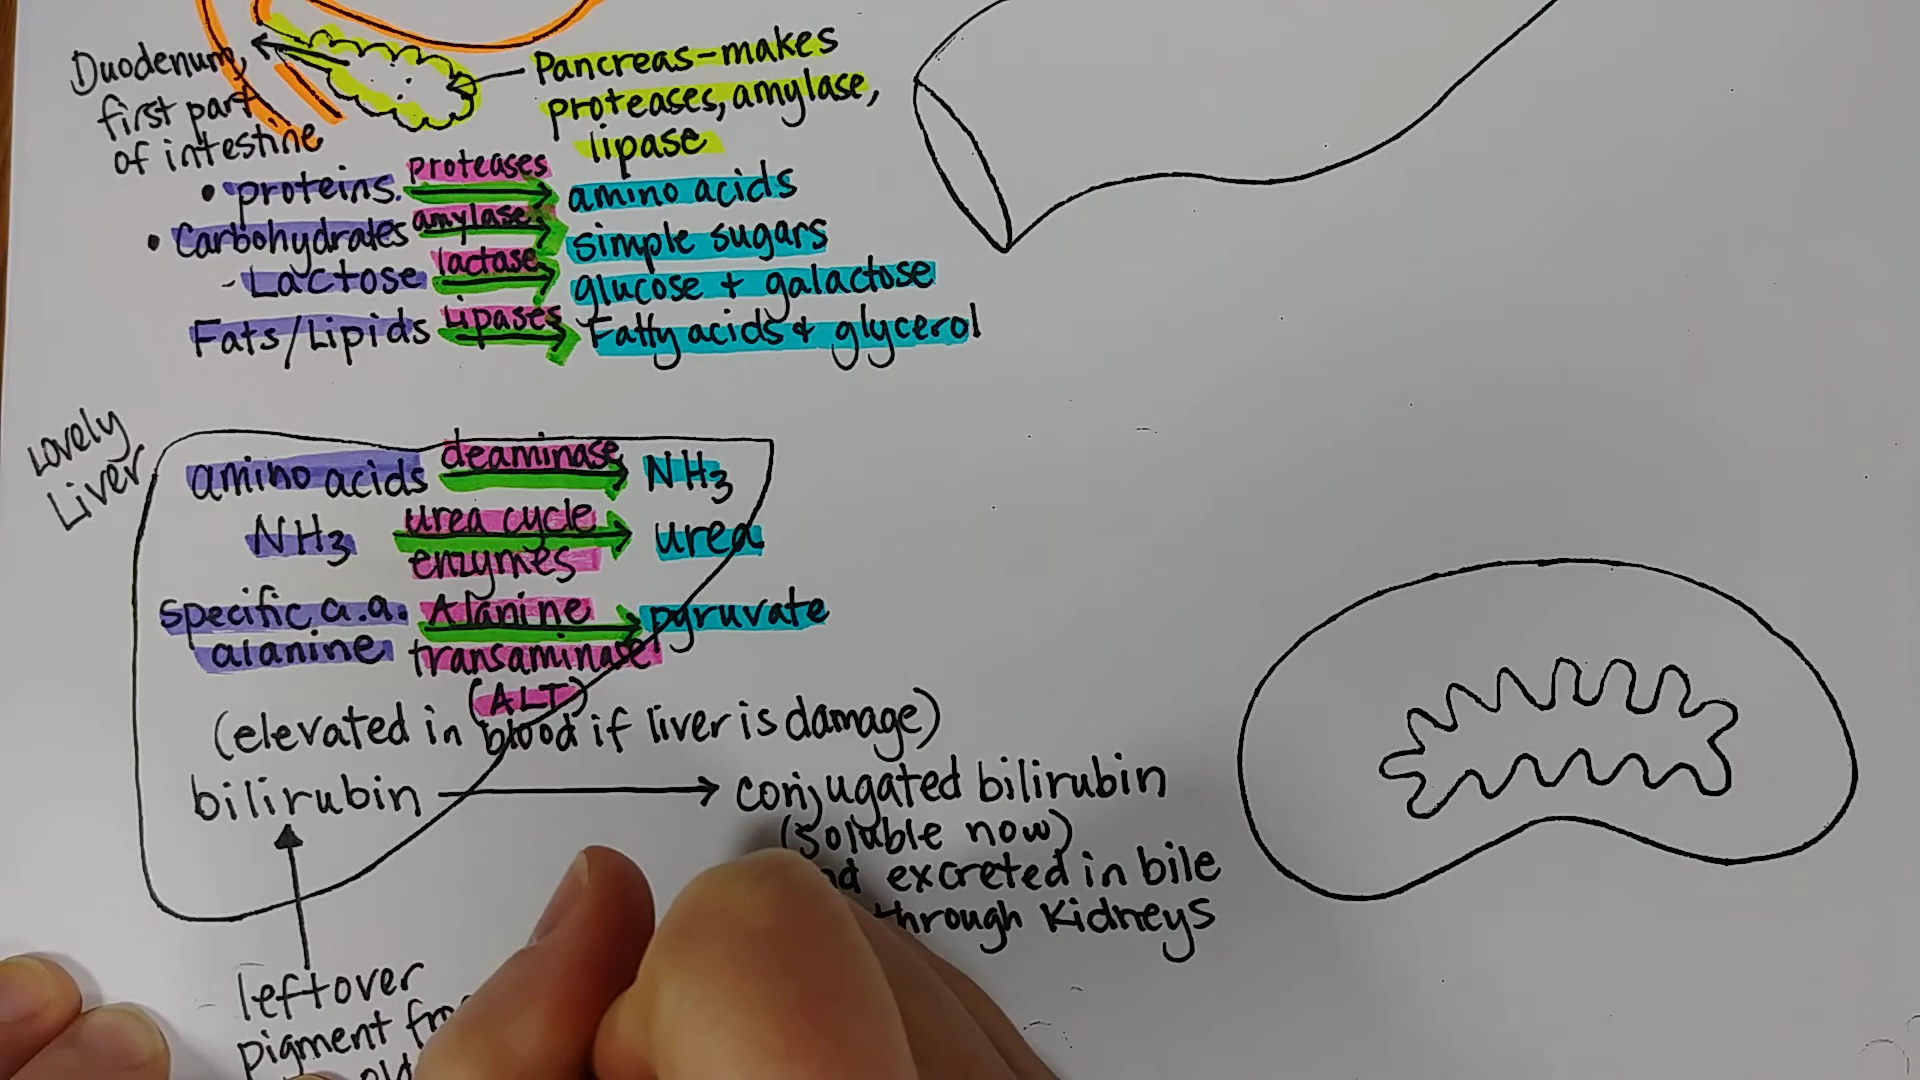 Duodenum,
first part
of intestine
Pancreas-makes
proteases, amylase,
lipase
• proteins. proteases amino acids
• Carbohydrates amylase simple sugars
- Lactose lactase glucose + galactose
Fats/Lipids Lipases Fatty acids + glycerol
Lovely
Liver
amino acids deaminase NH3
NH3 urea cycle enzymes urea
specific a.a. Alanine pyruvate
alanine transaminase
(ALT)
(elevated in blood if liver is damage)
bilirubin conjugated bilirubin
(soluble now)
excreted in bile
through Kidneys
leftover
pigment